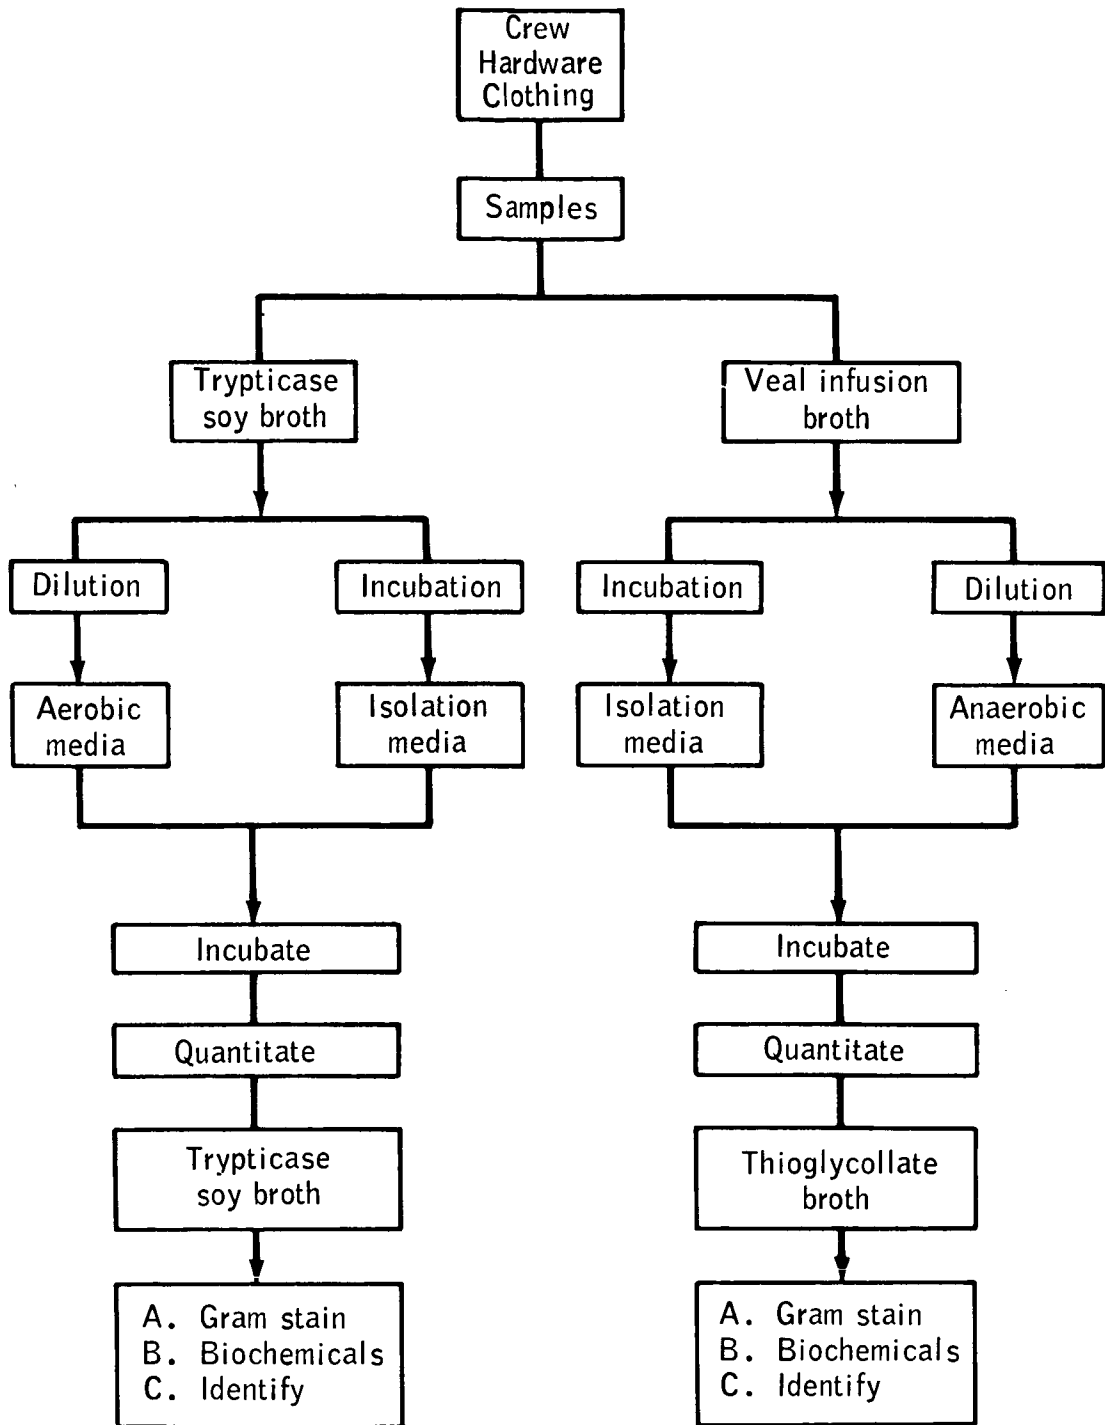 Crew
Hardware
Clothing
Samples
Trypticase
soy broth
Veal infusion
broth
Dilution
Incubation
Incubation
Dilution
Aerobic
media
Isolation
media
Isolation
media
Anaerobic
media
Incubate
Incubate
Quantitate
Quantitate
Trypticase
soy broth
Thioglycollate
broth
A. Gram stain
B. Biochemicals
C. Identify
A. Gram stain
B. Biochemicals
C. Identify